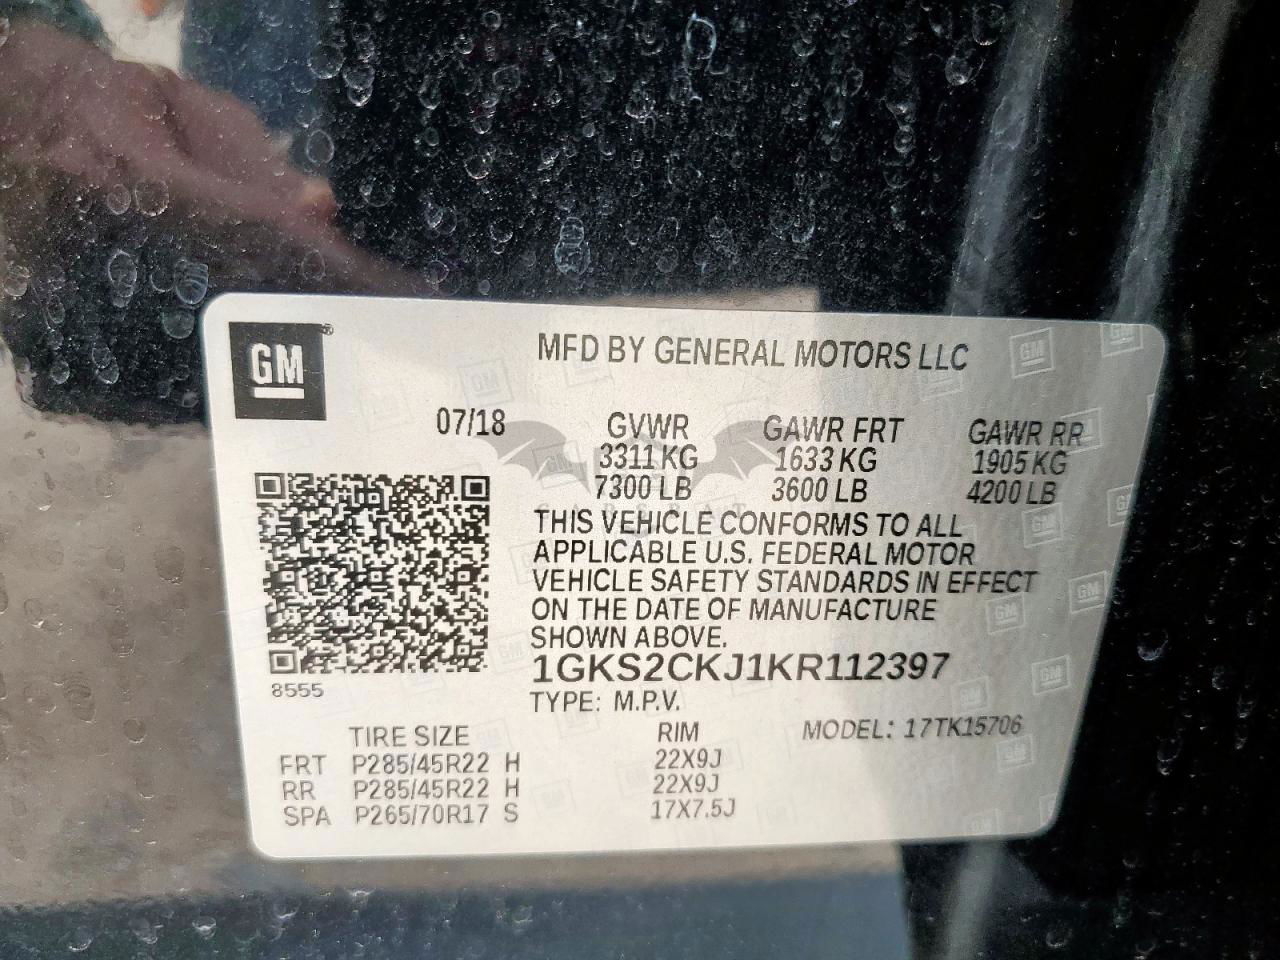 GM
MFD BY GENERAL MOTORS LLC
07/18 GVWR GAWR FRT GAWR RR
3311 KG 1633 KG 1905 KG
7300 LB 3600 LB 4200 LB
THIS VEHICLE CONFORMS TO ALL
APPLICABLE U.S. FEDERAL MOTOR
VEHICLE SAFETY STANDARDS IN EFFECT
ON THE DATE OF MANUFACTURE
SHOWN ABOVE.
1GKS2CKJ1KR112397
8555
TYPE: M.P.V.
TIRE SIZE RIM MODEL: 17TK15706
FRT P285/45R22 H 22X9J
RR P285/45R22 H 22X9J
SPA P265/70R17 S 17X7.5J